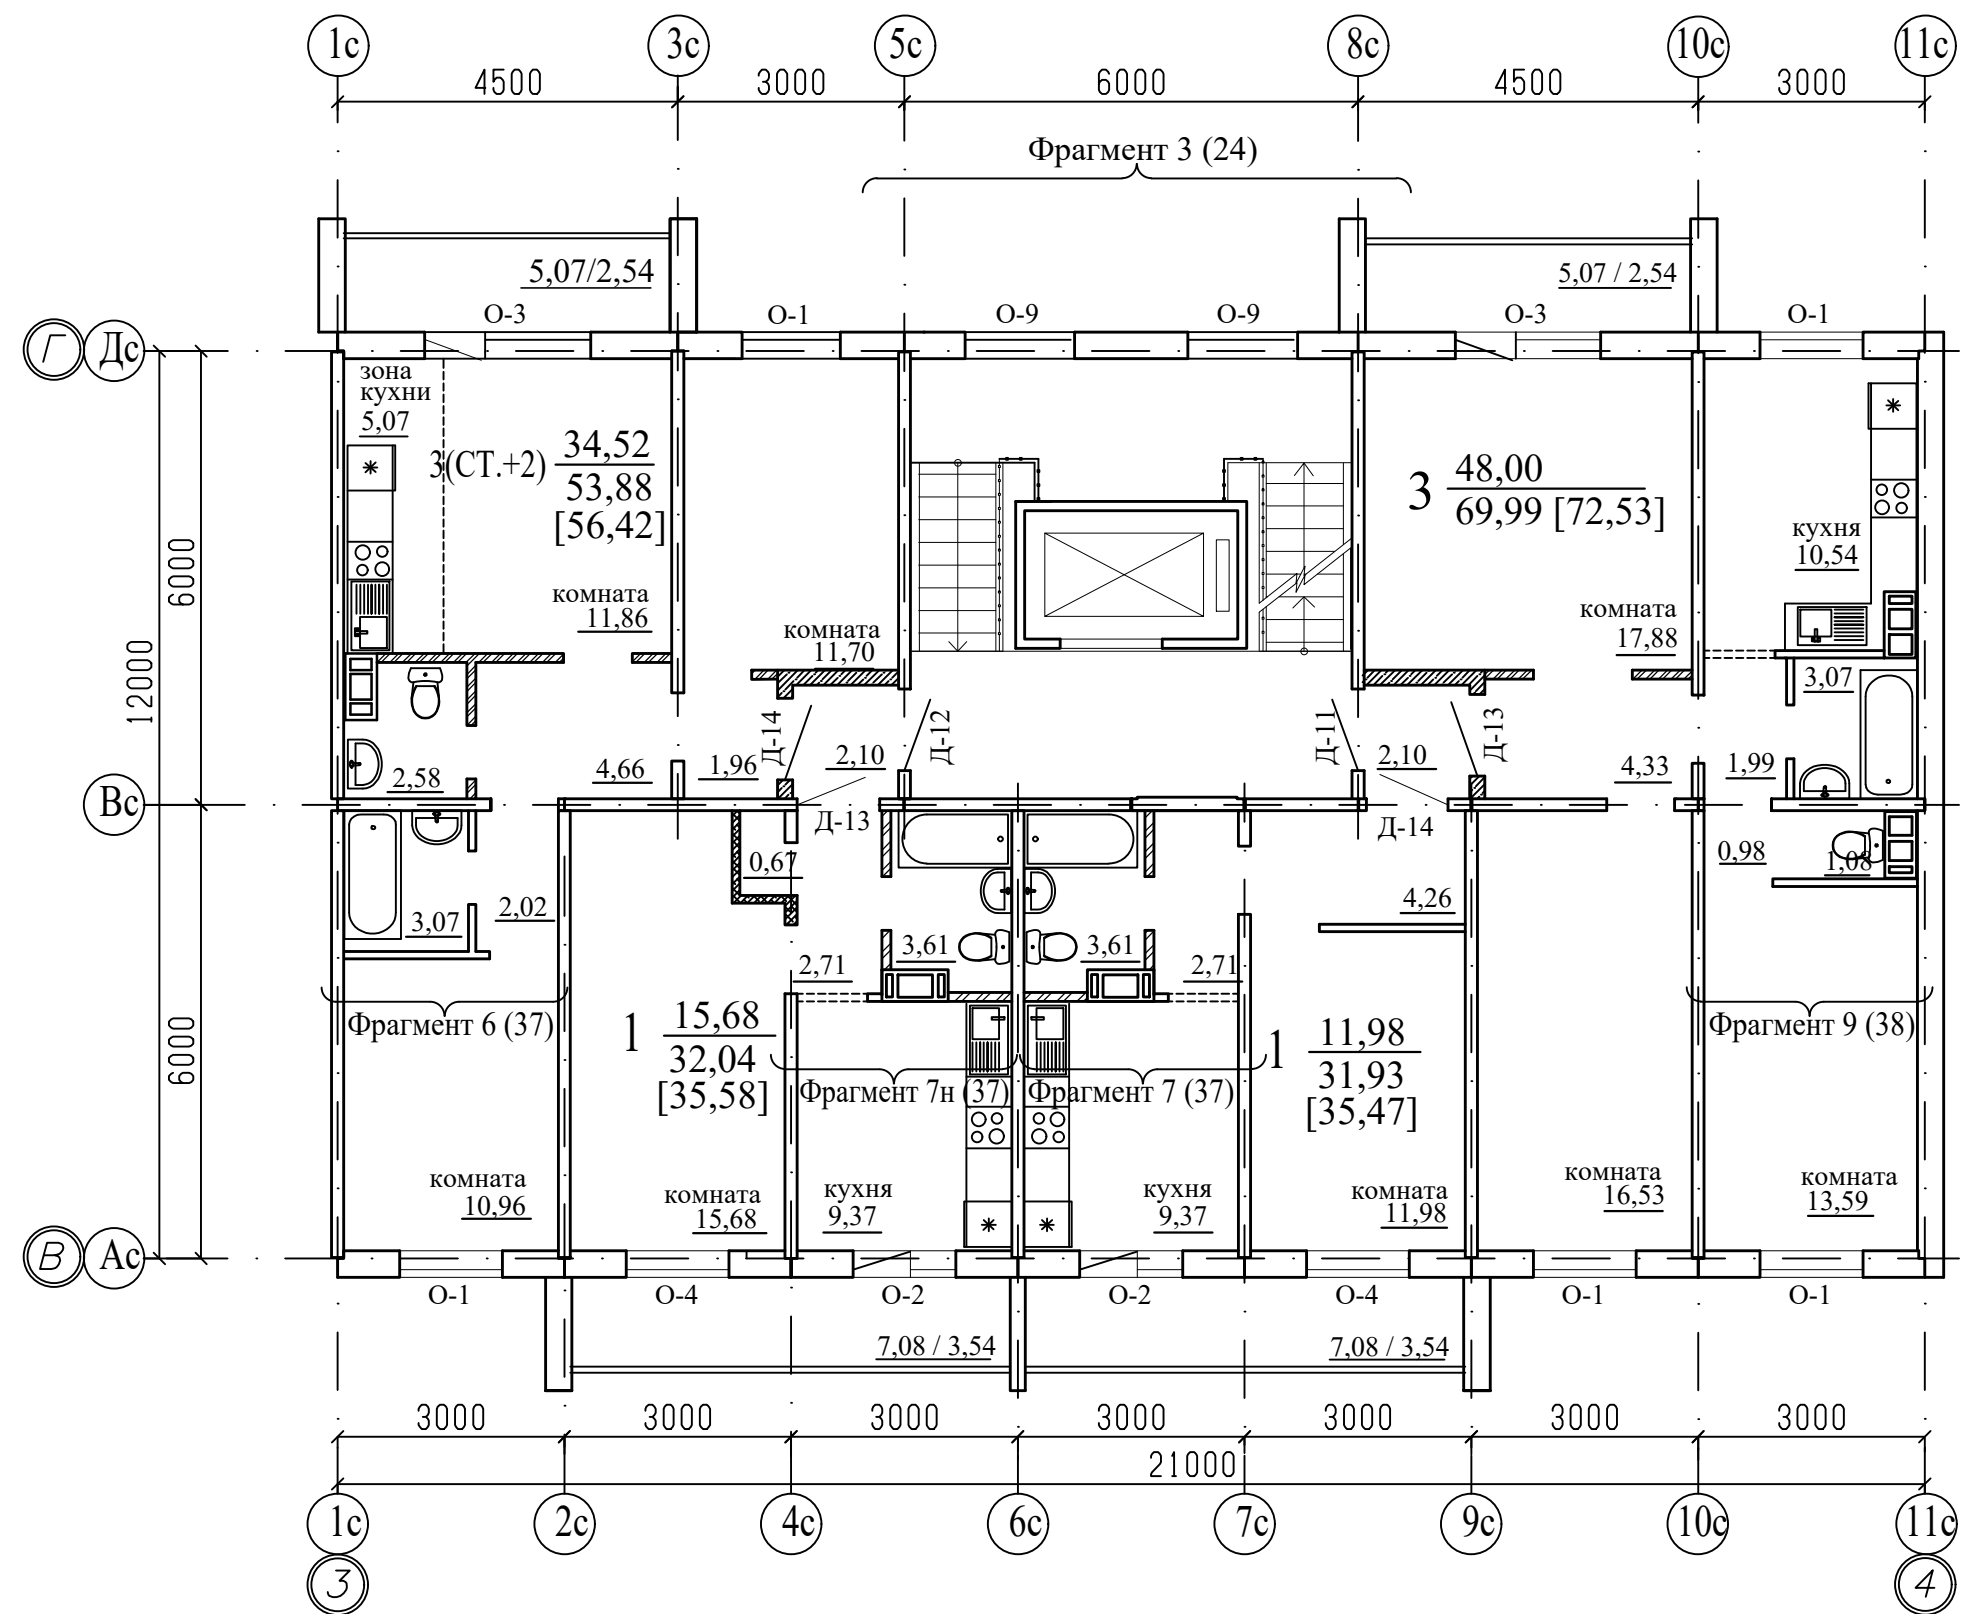 1с 3с 5с 8с 10с 11с
4500 3000 6000 4500 3000
Фрагмент 3 (24)
5,07/2,54
5,07 / 2,54
О-3 О-1 О-9 О-9 О-3 О-1
Г Дс
зона
кухни
5,07
3(СТ.+2) 34,52
53,88
[56,42]
3 48,00
69,99 [72,53]
кухня
10,54
комната
11,86
комната
11,70
комната
17,88
6000
12000
3,07
Д-14
Д-12
Д-11
Д-13
2,58
4,66
1,96
2,10
2,10
4,33
1,99
Вс
Д-13
Д-14
0,67
0,98
1,08
3,07
2,02
4,26
3,61
3,61
2,71
2,71
Фрагмент 6 (37)
1 15,68
32,04
[35,58]
1 11,98
31,93
[35,47]
Фрагмент 9 (38)
6000
Фрагмент 7н (37)
Фрагмент 7 (37)
комната
10,96
комната
15,68
кухня
9,37
кухня
9,37
комната
11,98
комната
16,53
комната
13,59
В Ас
О-1 О-4 О-2 О-2 О-4 О-1 О-1
7,08 / 3,54
7,08 / 3,54
3000 3000 3000 3000 3000 3000 3000
21000
1с 2с 4с 6с 7с 9с 10с 11с
3 4